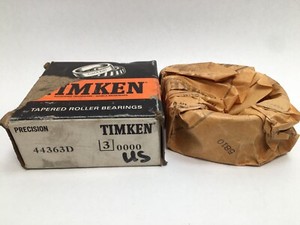 TIMKEN
TAPERED ROLLER BEARINGS
PRECISION
TIMKEN
44363D
3 0000
us